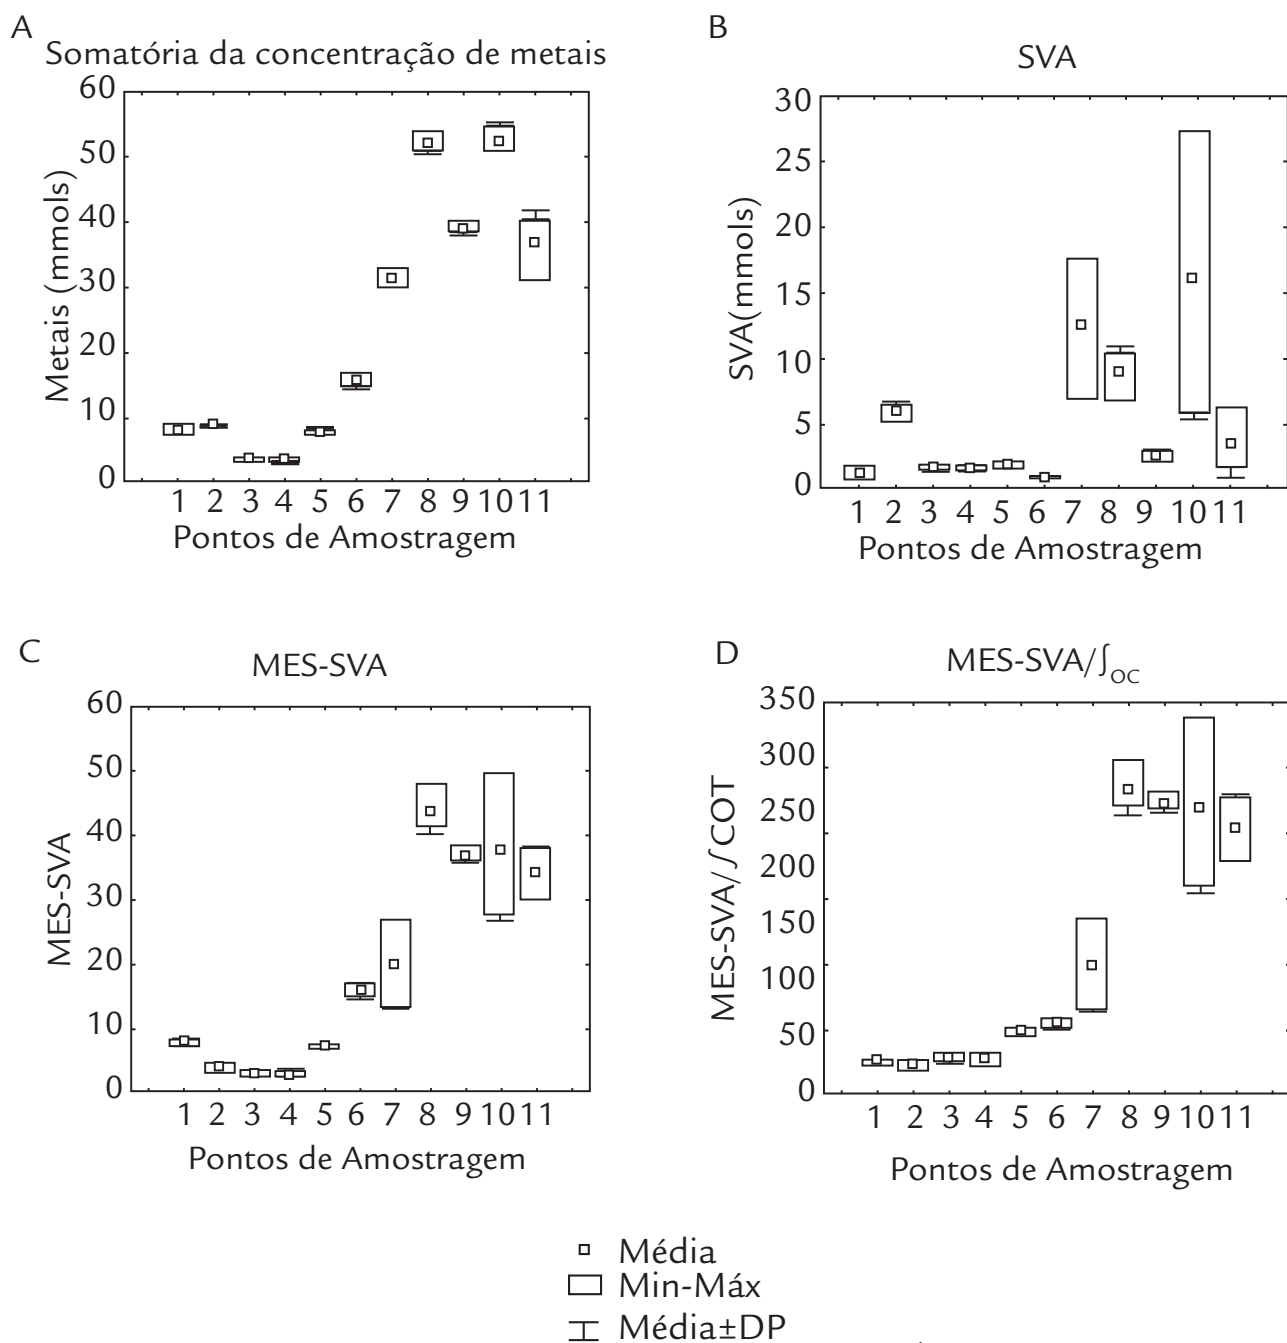 A
Somatória da concentração de metais
60
50
40
30
20
10
0
Metais (mmols)
1 2 3 4 5 6 7 8 9 10 11
Pontos de Amostragem
B
SVA
30
25
20
15
10
5
0
SVA(mmols)
1 2 3 4 5 6 7 8 9 10 11
Pontos de Amostragem
C
MES-SVA
60
50
40
30
20
10
0
MES-SVA
1 2 3 4 5 6 7 8 9 10 11
Pontos de Amostragem
D
MES-SVA/∫OC
350
300
250
200
150
100
50
0
MES-SVA/∫COT
1 2 3 4 5 6 7 8 9 10 11
Pontos de Amostragem
Média
Min-Máx
Média±DP